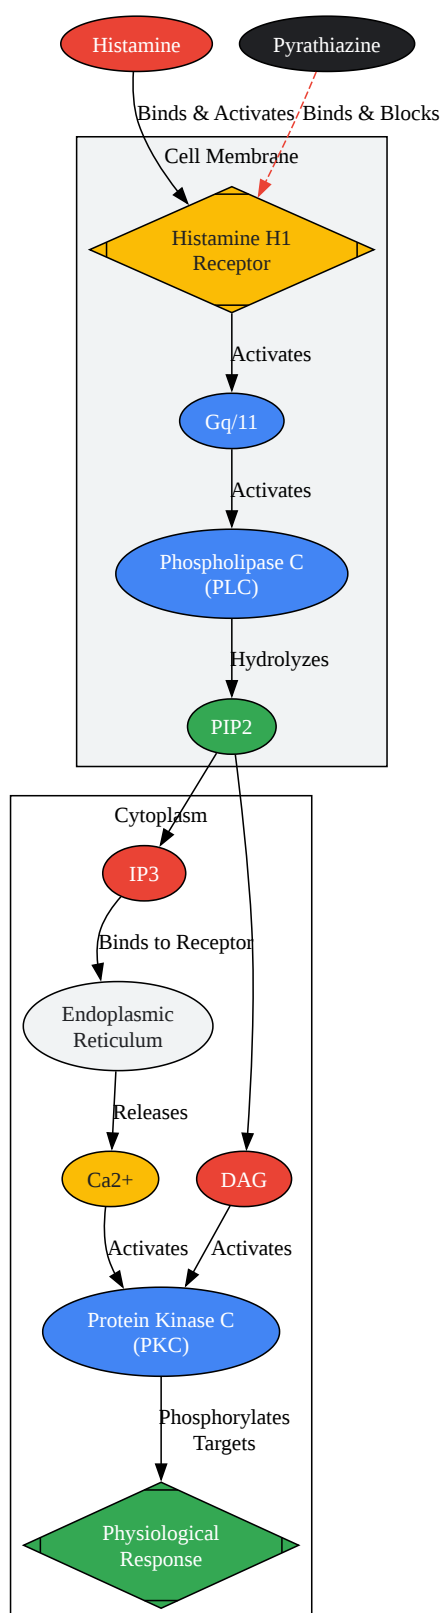 Histamine
Pyrathiazine
Binds & Activates
Binds & Blocks
Cell Membrane
Histamine H1
Receptor
Activates
Gq/11
Activates
Phospholipase C
(PLC)
Hydrolyzes
PIP2
Cytoplasm
IP3
Binds to Receptor
Endoplasmic
Reticulum
Releases
Ca2+
DAG
Activates
Activates
Protein Kinase C
(PKC)
Phosphorylates
Targets
Physiological
Response